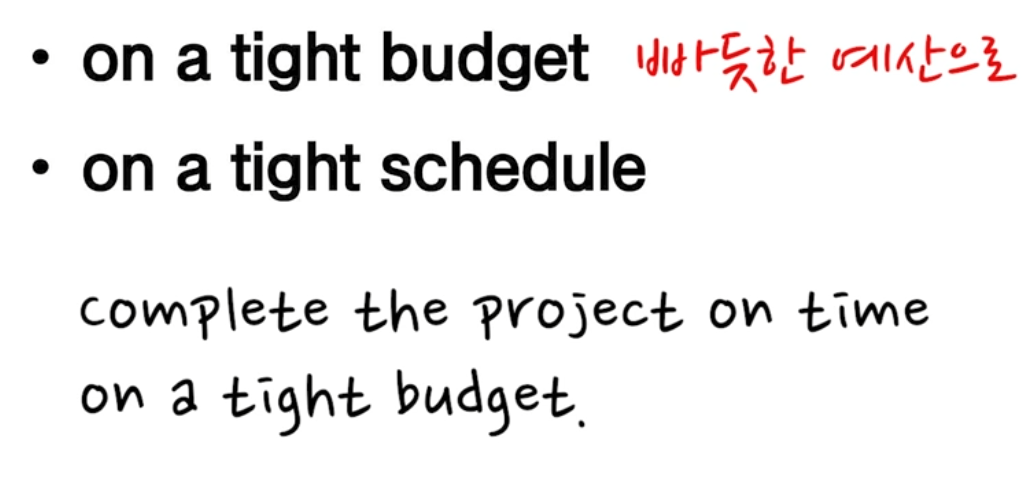 • on a tight budget 빠듯한 예산으로
• on a tight schedule
complete the project on time
on a tight budget.